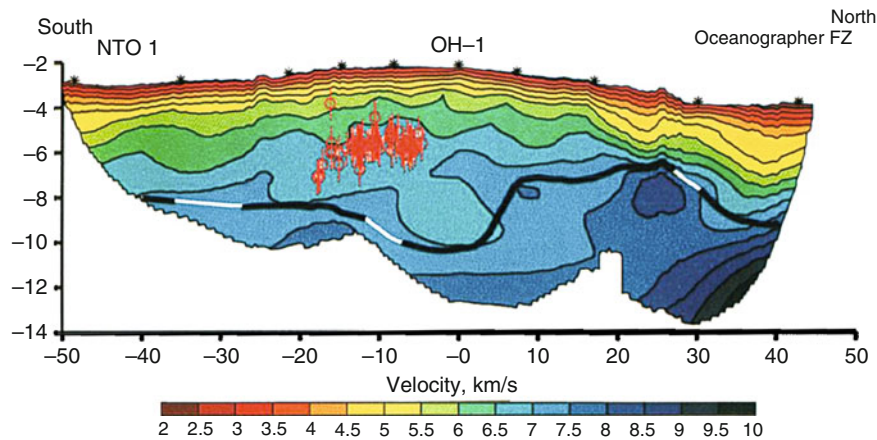 South
North
NTO 1
OH–1
Oceanographer FZ
–2
–4
–6
–8
–10
–12
–14
–50 –40 –30 –20 –10 –0 10 20 30 40 50
Velocity, km/s
2 2.5 3 3.5 4 4.5 5 5.5 6 6.5 7 7.5 8 8.5 9 9.5 10